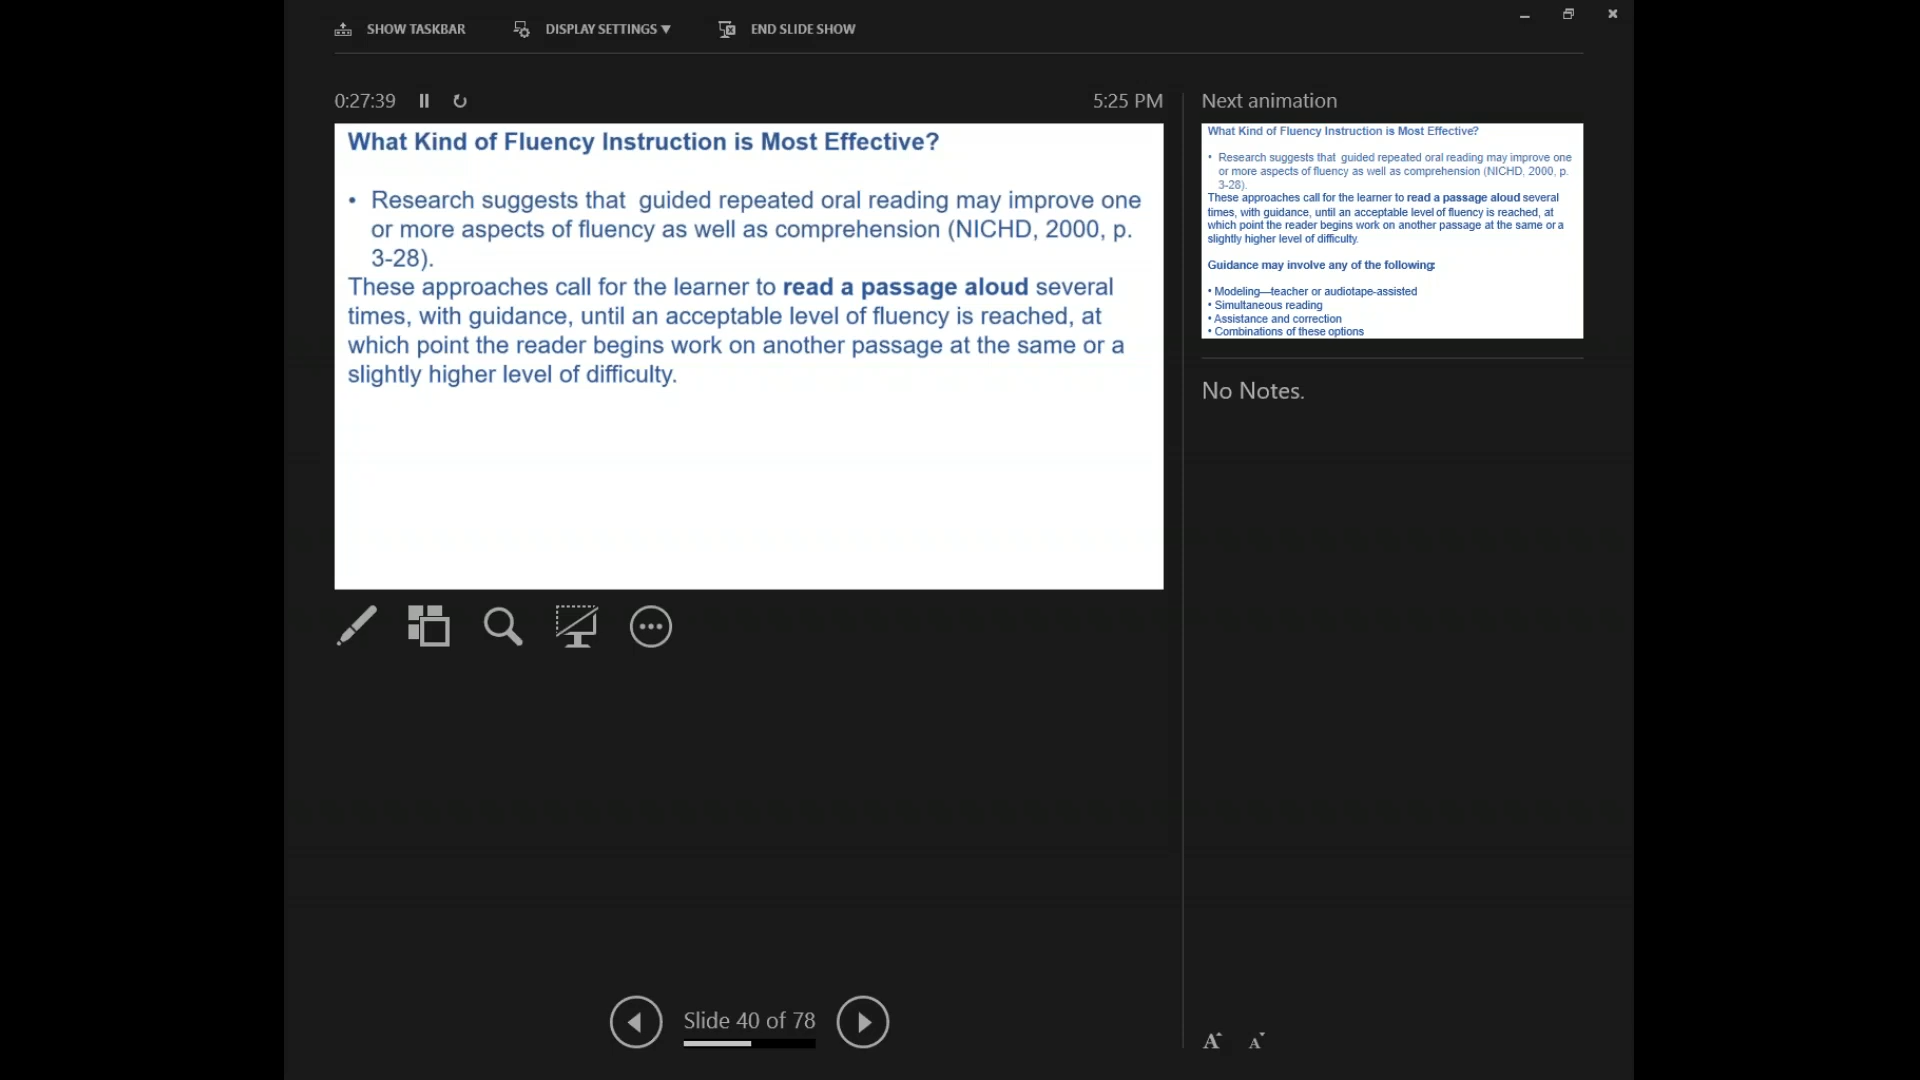 SHOW TASKBAR
DISPLAY SETTINGS ▼
END SLIDE SHOW
0:27:39
5:25 PM
What Kind of Fluency Instruction is Most Effective?
• Research suggests that  guided repeated oral reading may improve one
or more aspects of fluency as well as comprehension (NICHD, 2000, p.
3-28).
These approaches call for the learner to read a passage aloud several
times, with guidance, until an acceptable level of fluency is reached, at
which point the reader begins work on another passage at the same or a
slightly higher level of difficulty.
Slide 40 of 78
Next animation
What Kind of Fluency Instruction is Most Effective?
• Research suggests that  guided repeated oral reading may improve one
or more aspects of fluency as well as comprehension (NICHD, 2000, p.
3-28).
These approaches call for the learner to read a passage aloud several
times, with guidance, until an acceptable level of fluency is reached, at
which point the reader begins work on another passage at the same or a
slightly higher level of difficulty.
Guidance may involve any of the following:
• Modeling—teacher or audiotape-assisted
• Simultaneous reading
• Assistance and correction
• Combinations of these options
No Notes.
A A